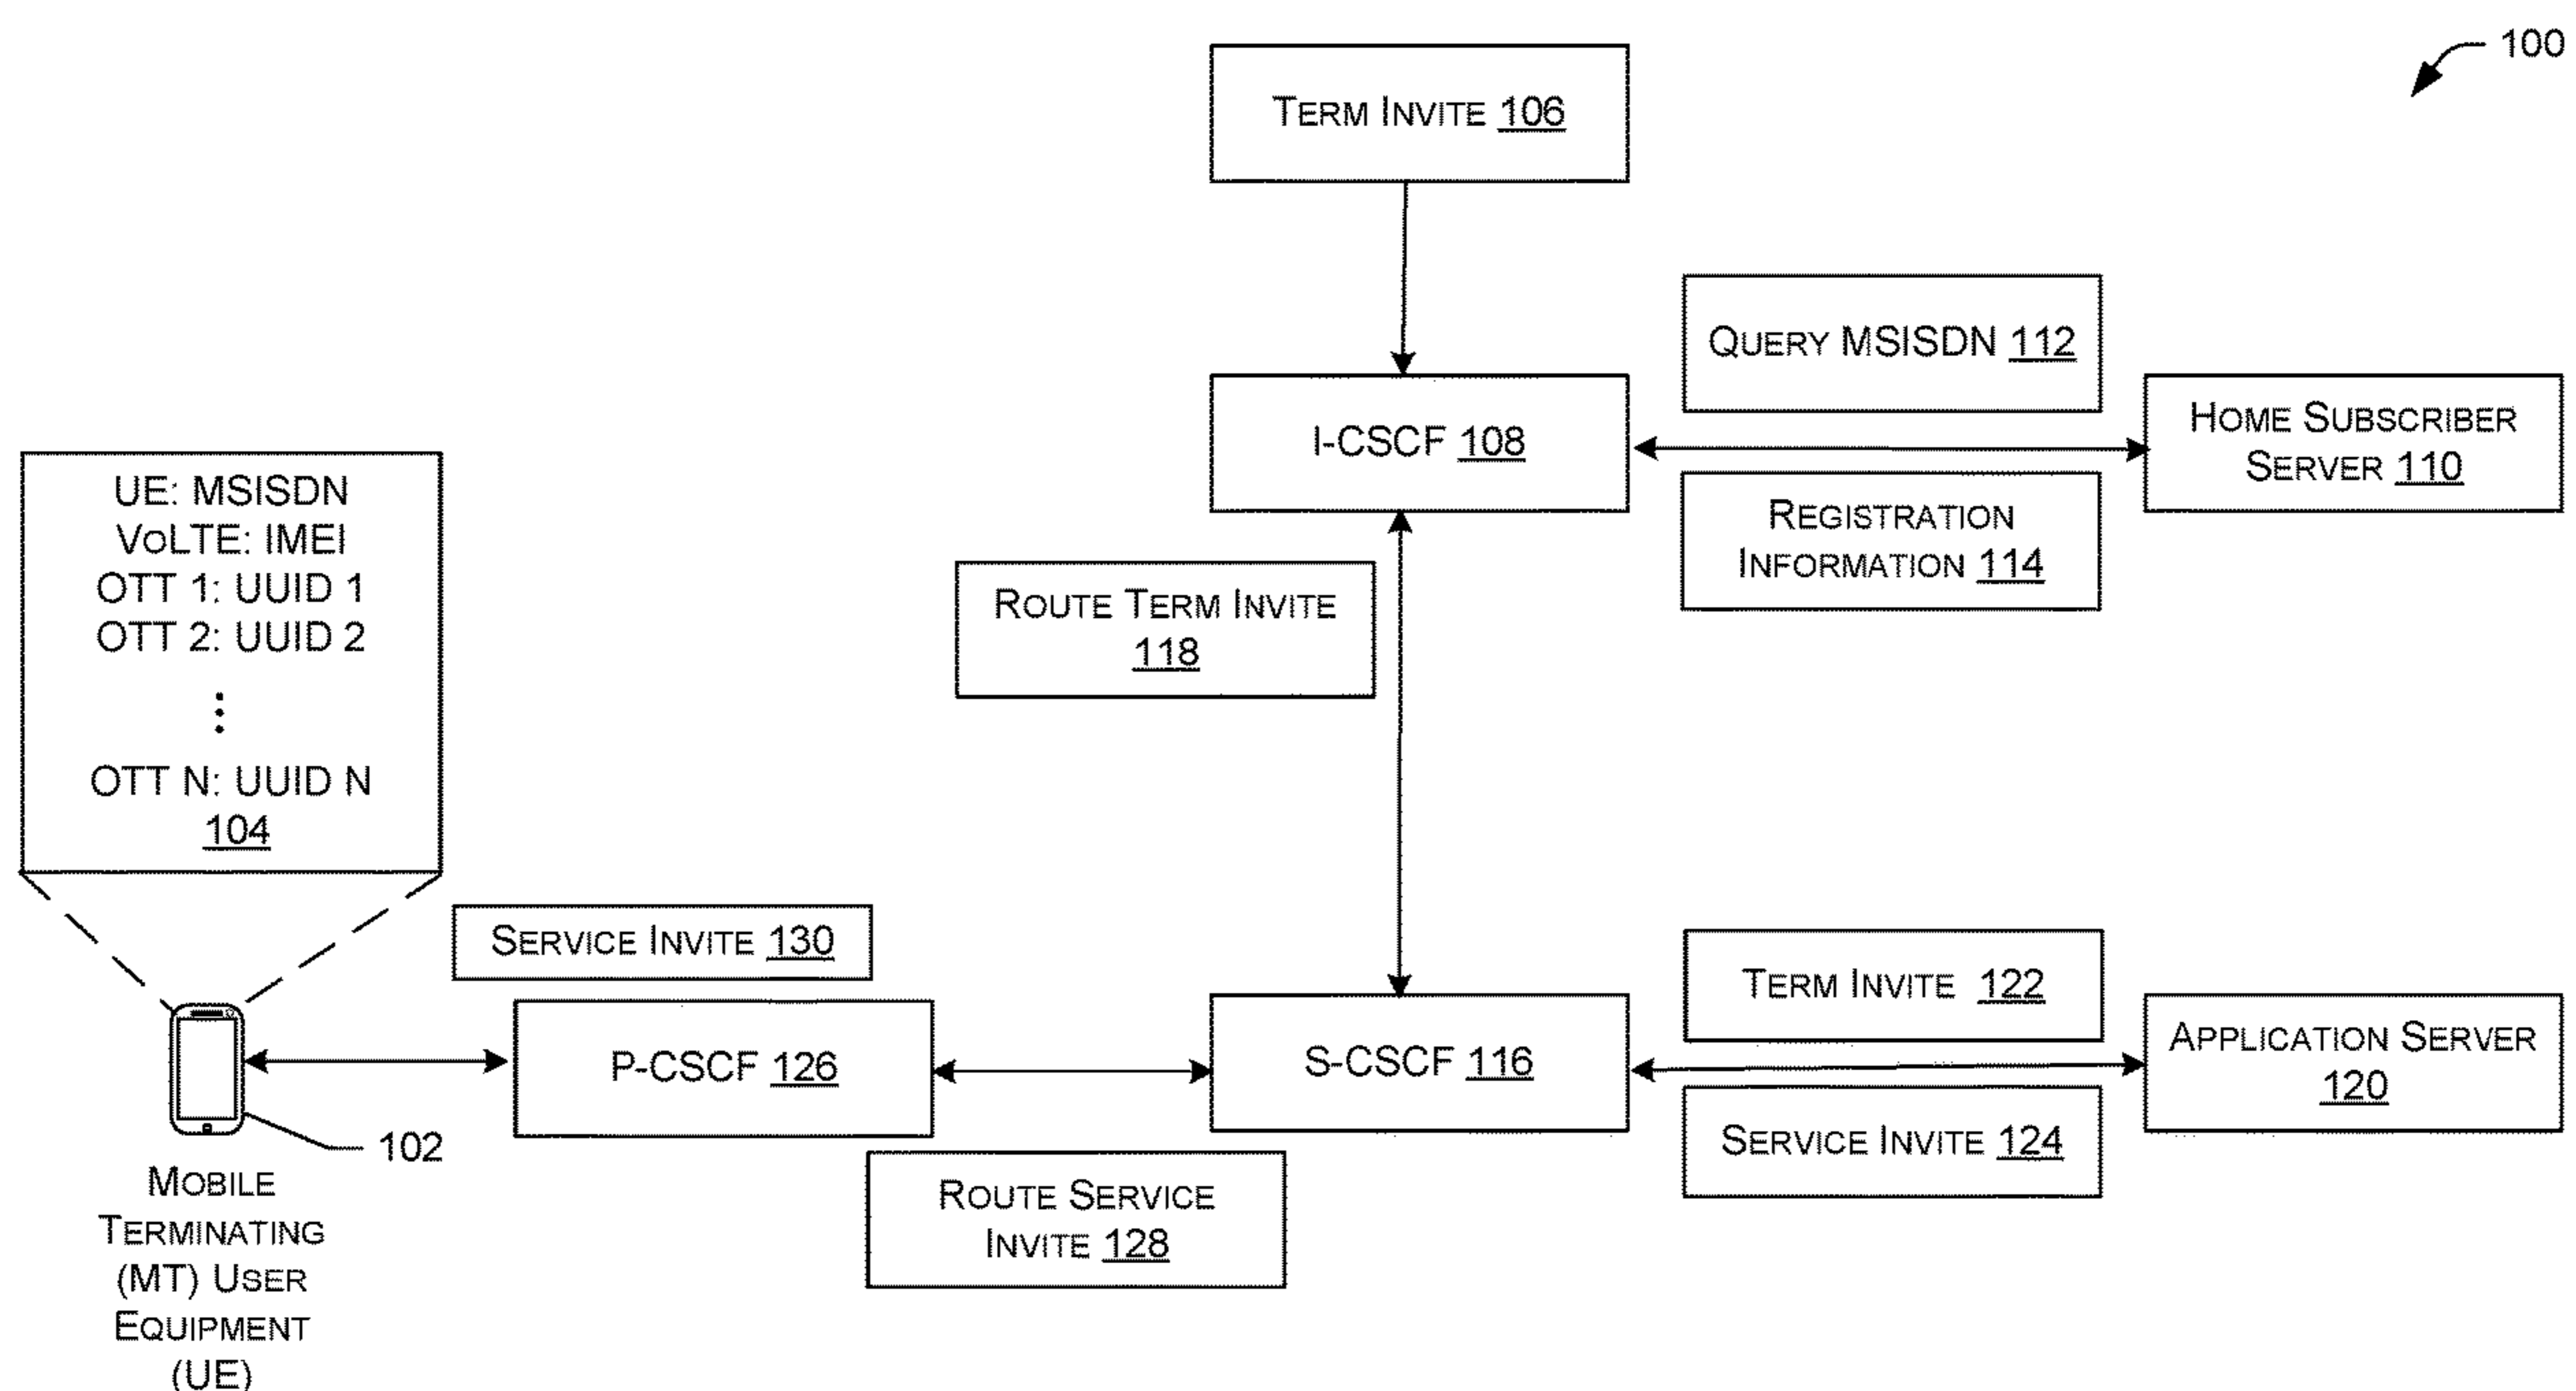 100
TERM INVITE 106
QUERY MSISDN 112
I-CSCF 108
HOME SUBSCRIBER
SERVER 110
REGISTRATION
INFORMATION 114
UE: MSISDN
VOLTE: IMEI
OTT 1: UUID 1
OTT 2: UUID 2
⋮
OTT N: UUID N
104
ROUTE TERM INVITE
118
SERVICE INVITE 130
TERM INVITE 122
P-CSCF 126
S-CSCF 116
APPLICATION SERVER
120
SERVICE INVITE 124
102
ROUTE SERVICE
INVITE 128
MOBILE
TERMINATING
(MT) USER
EQUIPMENT
(UE)